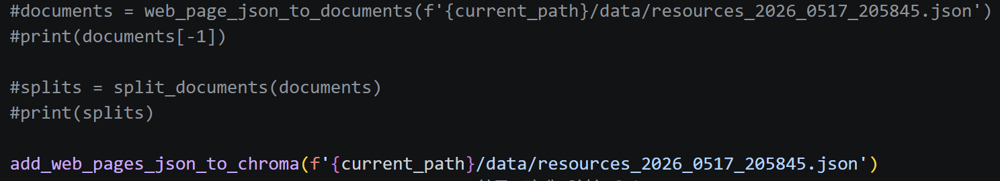 #documents = web_page_json_to_documents(f'{current_path}/data/resources_2026_0517_205845.json')
#print(documents[-1])
#splits = split_documents(documents)
#print(splits)
add_web_pages_json_to_chroma(f'{current_path}/data/resources_2026_0517_205845.json')